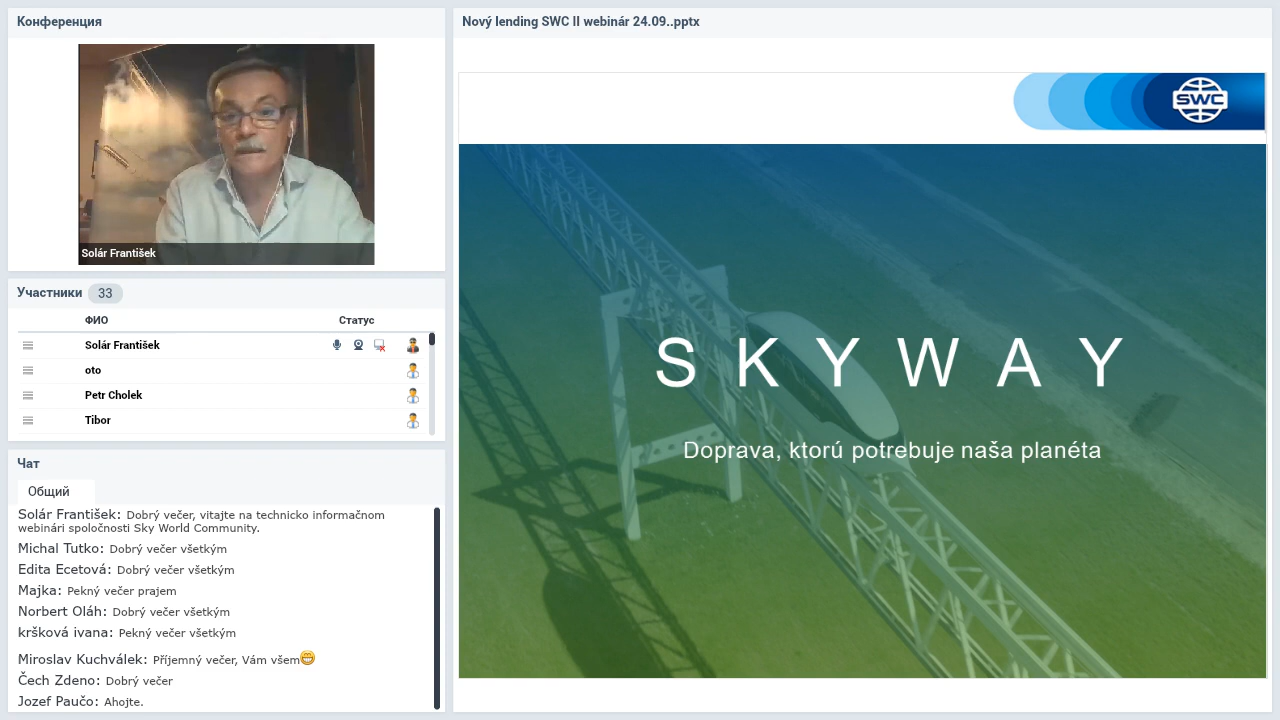 Конференция
Solár František
Участники 33
ФИО Статус
Solár František
oto
Petr Cholek
Tibor
Чат
Общий
Solár František: Dobrý večer, vitajte na technicko informačnom
webinári spoločnosti Sky World Community.
Michal Tutko: Dobrý večer všetkým
Edita Ecetová: Dobrý večer všetkým
Majka: Pekný večer prajem
Norbert Oláh: Dobrý večer všetkým
kršková ivana: Pekný večer všetkým
Miroslav Kuchválek: Příjemný večer, Vám všem
Čech Zdeno: Dobrý večer
Jozef Paučo: Ahojte.
Nový lending SWC II webinár 24.09..pptx
SWC
SKYWAY
Doprava, ktorú potrebuje naša planéta